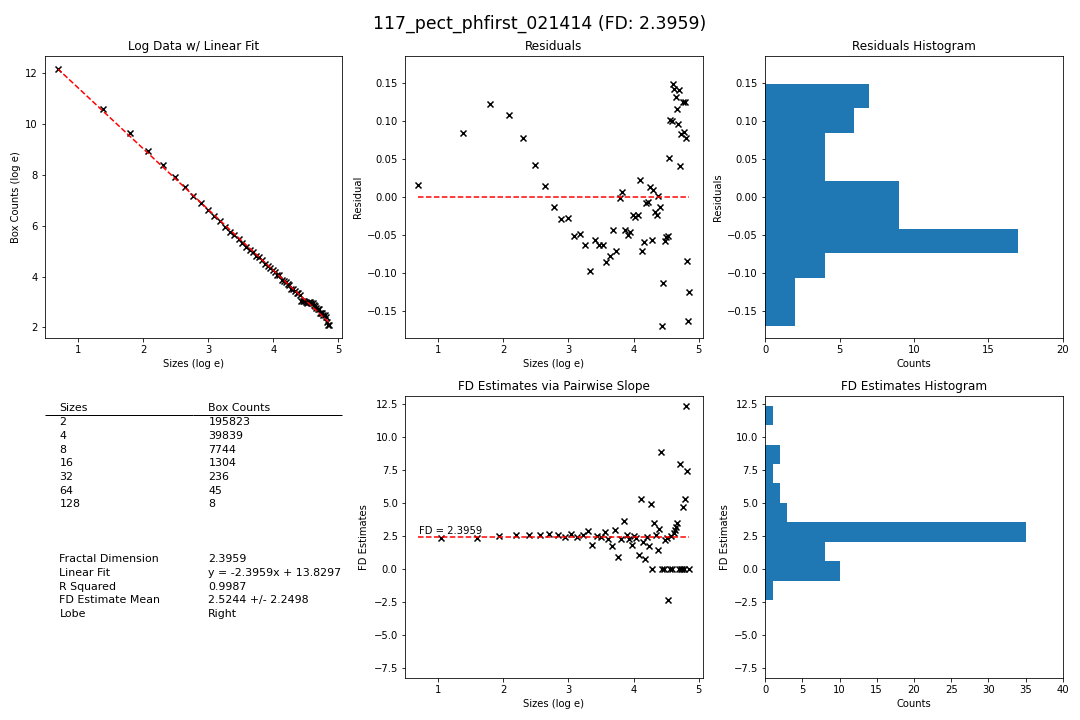 117_pect_phfirst_021414 (FD: 2.3959)
Log Data w/ Linear Fit
Box Counts (log e)
12
10
8
6
4
2
1 2 3 4 5
Sizes (log e)
Residuals
Residual
0.15
0.10
0.05
0.00
−0.05
−0.10
−0.15
1 2 3 4 5
Sizes (log e)
Residuals Histogram
Residuals
0.15
0.10
0.05
0.00
−0.05
−0.10
−0.15
0 5 10 15 20
Counts
Sizes Box Counts
2 195823
4 39839
8 7744
16 1304
32 236
64 45
128 8
Fractal Dimension 2.3959
Linear Fit y = -2.3959x + 13.8297
R Squared 0.9987
FD Estimate Mean 2.5244 +/- 2.2498
Lobe Right
FD Estimates via Pairwise Slope
FD Estimates
12.5
10.0
7.5
5.0
2.5
0.0
−2.5
−5.0
−7.5
FD = 2.3959
1 2 3 4 5
Sizes (log e)
FD Estimates Histogram
FD Estimates
12.5
10.0
7.5
5.0
2.5
0.0
−2.5
−5.0
−7.5
0 5 10 15 20 25 30 35 40
Counts